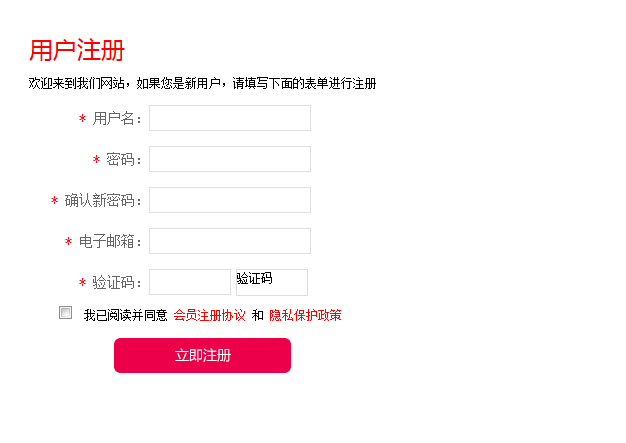 用户注册
欢迎来到我们网站，如果您是新用户，请填写下面的表单进行注册
* 用户名：
* 密码：
* 确认新密码：
* 电子邮箱：
* 验证码： 验证码
我已阅读并同意 会员注册协议 和 隐私保护政策
立即注册